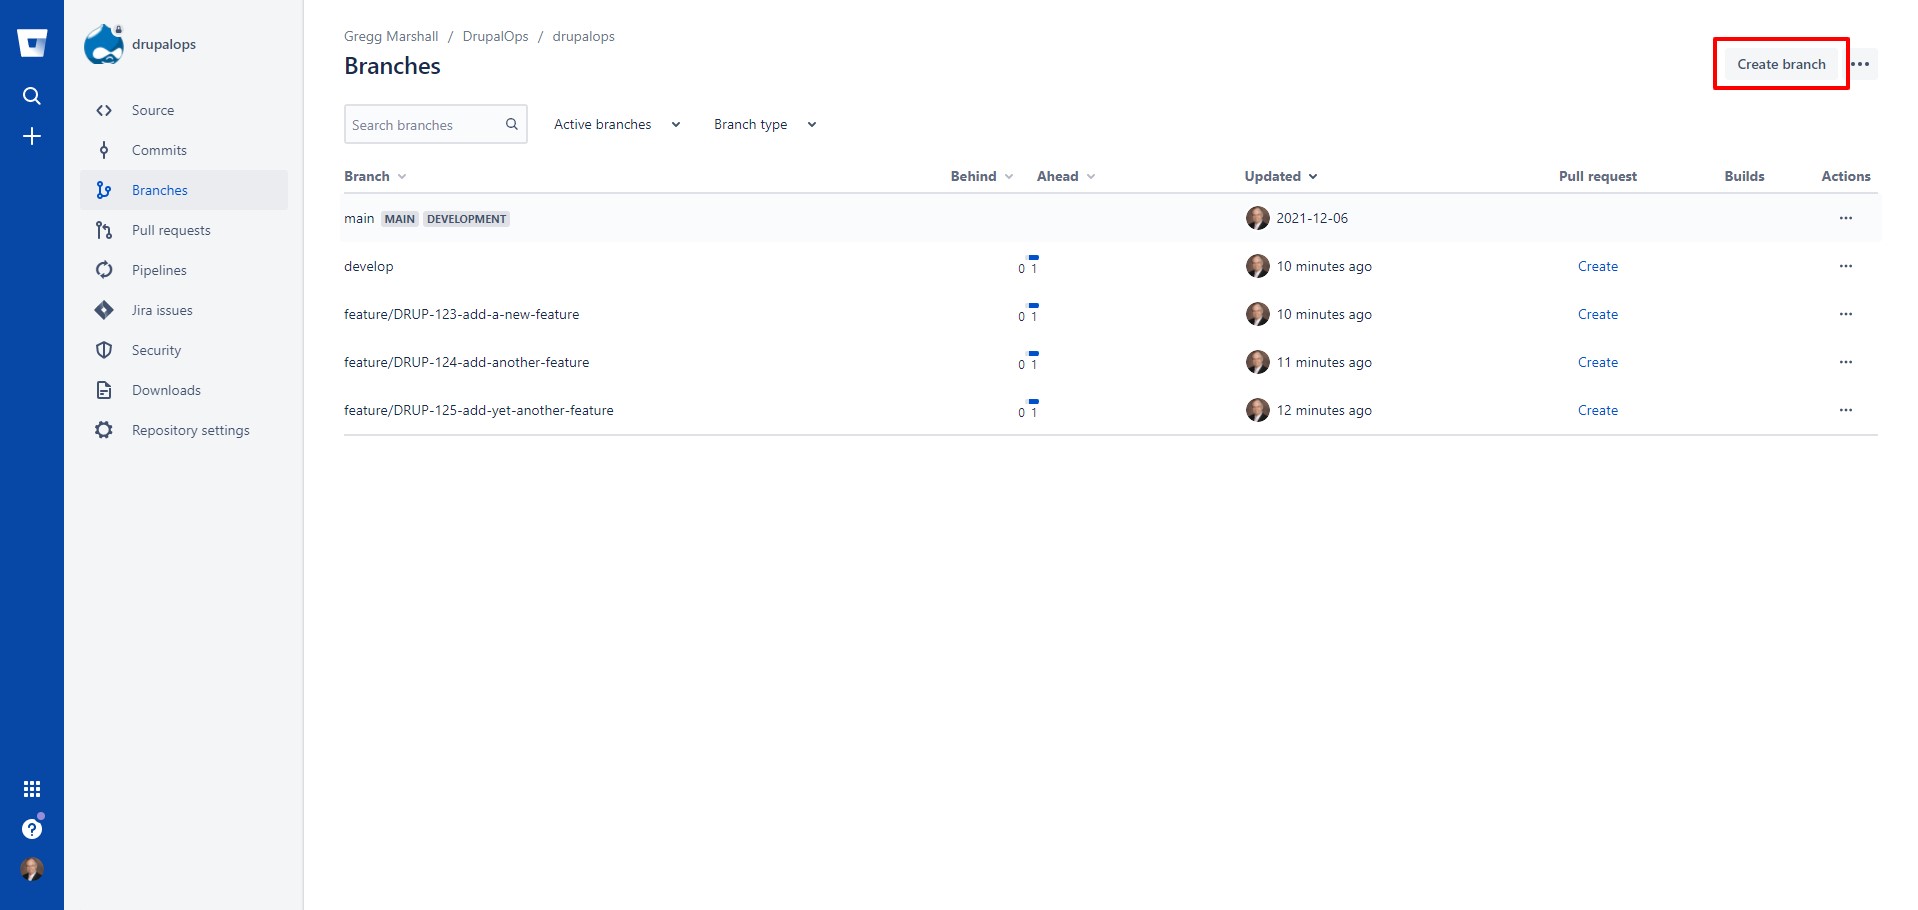 drupalops
Source
Commits
Branches
Pull requests
Pipelines
Jira issues
Security
Downloads
Repository settings
Gregg Marshall / DrupalOps / drupalops
Branches
Create branch
Search branches Active branches Branch type
Branch Behind Ahead Updated Pull request Builds Actions
main MAIN DEVELOPMENT 2021-12-06
develop 0 1 10 minutes ago Create
feature/DRUP-123-add-a-new-feature 0 1 10 minutes ago Create
feature/DRUP-124-add-another-feature 0 1 11 minutes ago Create
feature/DRUP-125-add-yet-another-feature 0 1 12 minutes ago Create